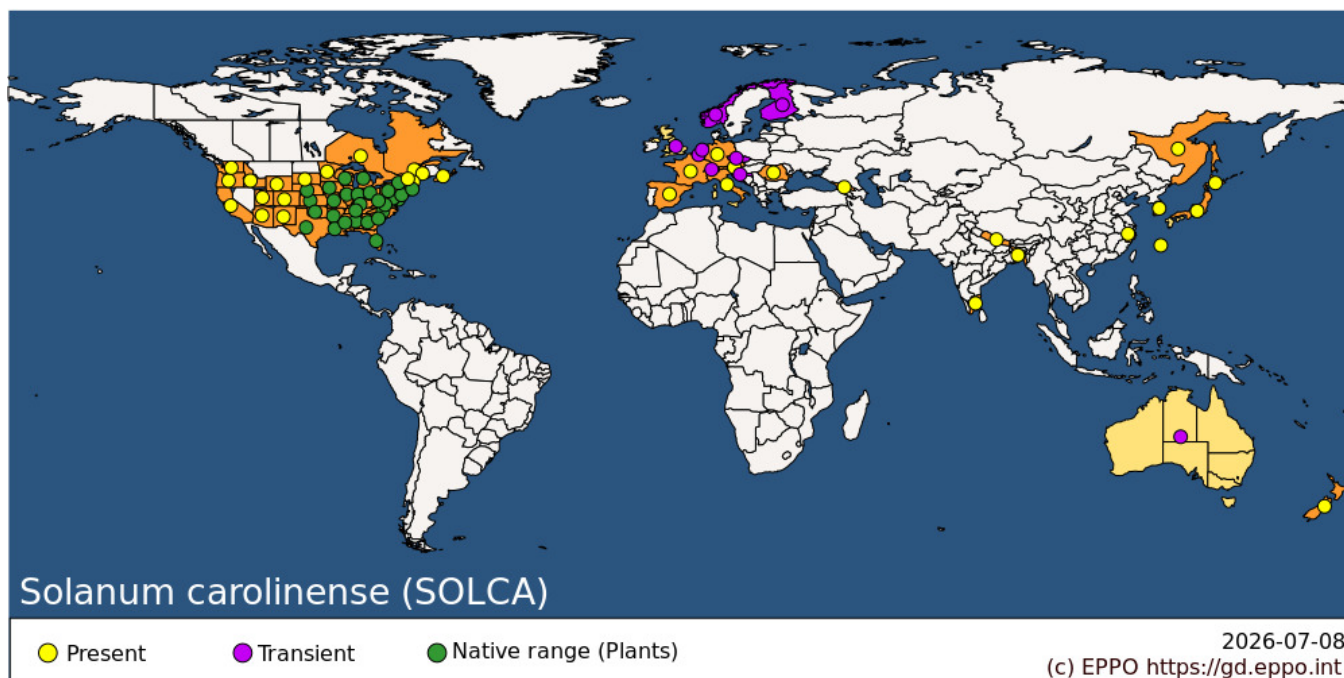 Solanum carolinense (SOLCA)
Present
Transient
Native range (Plants)
2026-07-08
(c) EPPO https://gd.eppo.int